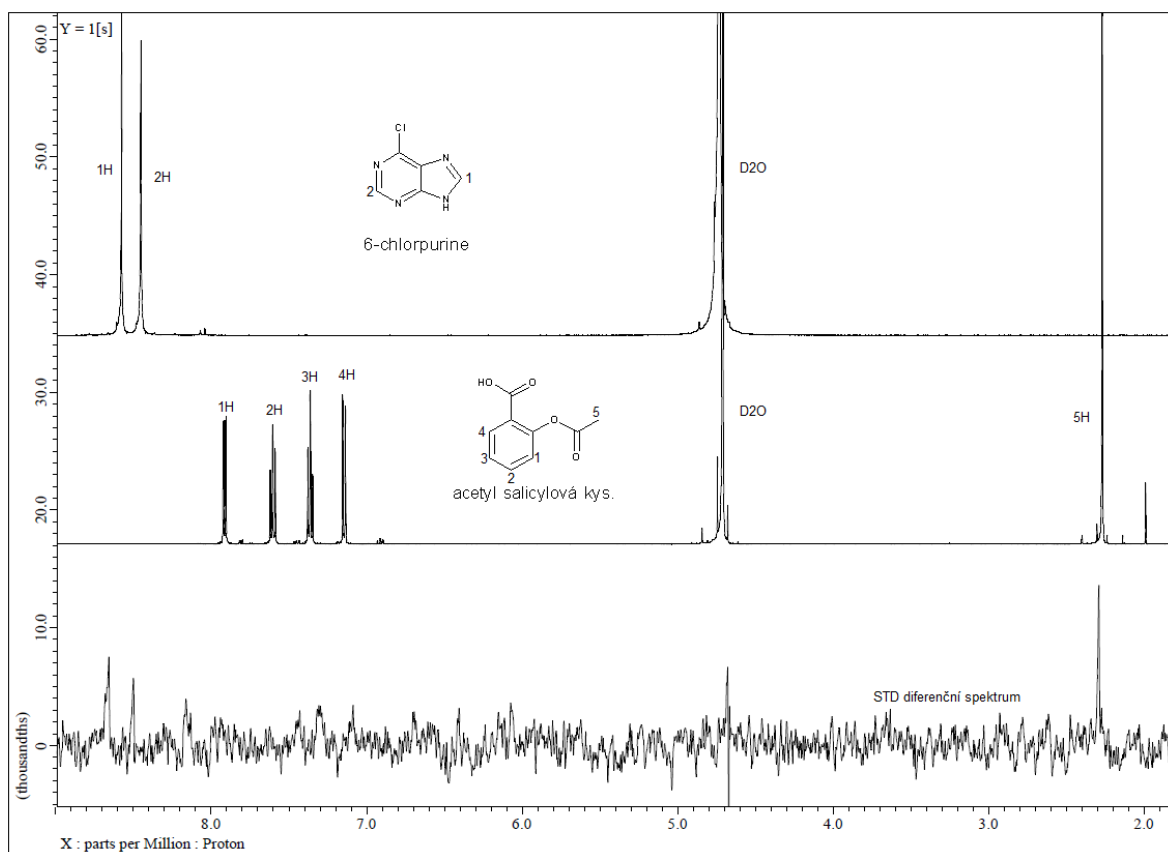 Y = 1[s]
60.0
50.0
40.0
30.0
20.0
10.0
0
(thousandths)
1H
2H
Cl
N
N
N
N
H
1
2
6-chlorpurine
D2O
1H
2H
3H
4H
HO
O
O
O
5
4
3
2
1
acetyl salicylová kys.
D2O
5H
STD diferenční spektrum
8.0 7.0 6.0 5.0 4.0 3.0 2.0
X : parts per Million : Proton